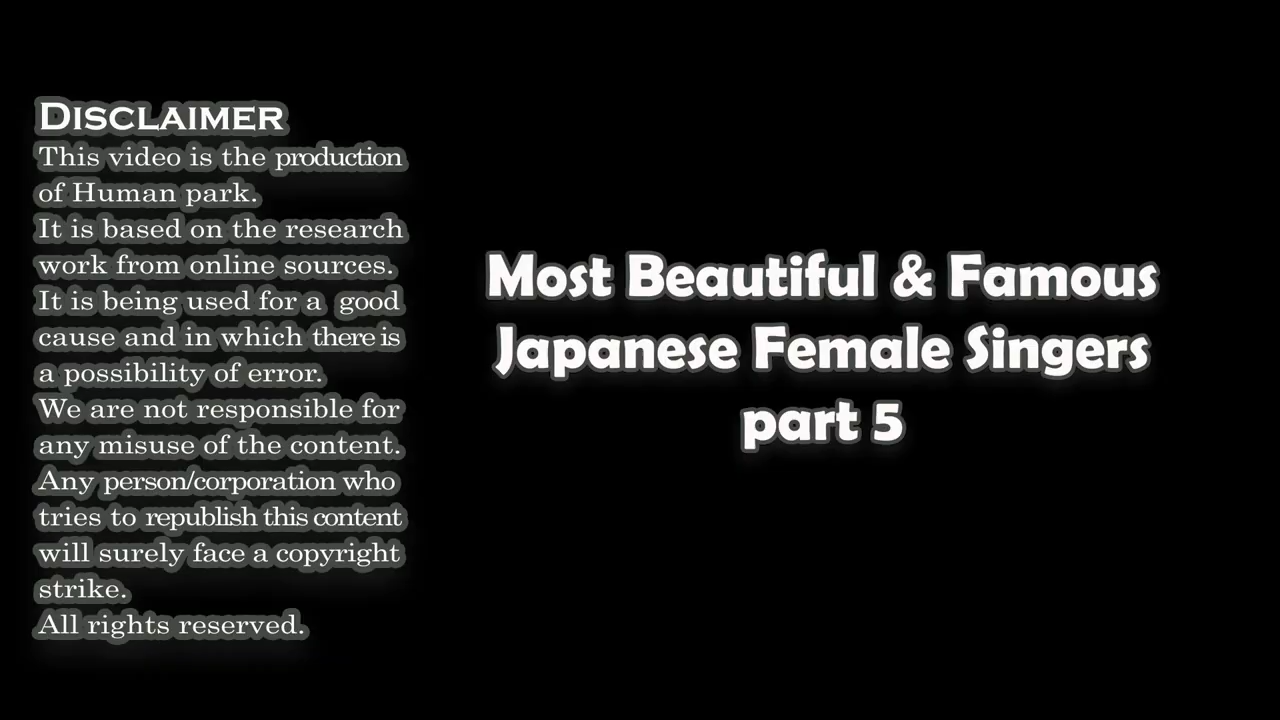 DISCLAIMER
This video is the production
of Human park.
It is based on the research
work from online sources.
It is being used for a good
cause and in which there is
a possibility of error.
We are not responsible for
any misuse of the content.
Any person/corporation who
tries to republish this content
will surely face a copyright
strike.
All rights reserved.
Most Beautiful & Famous
Japanese Female Singers
part 5